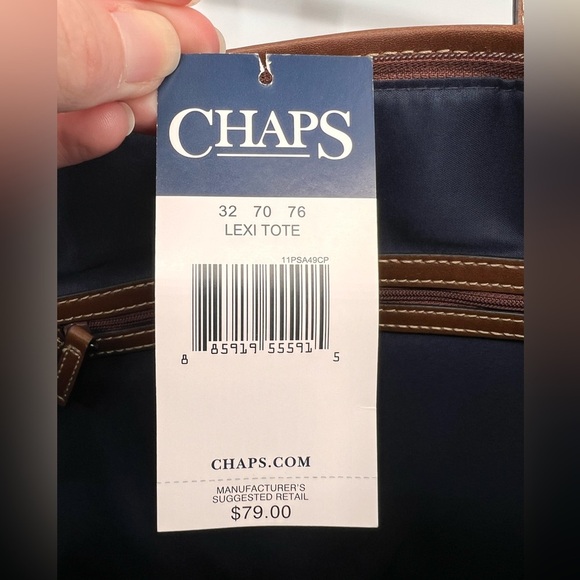 CHAPS
32 70 76
LEXI TOTE
11PSA49CP
8 85919 55591 5
CHAPS.COM
MANUFACTURER'S
SUGGESTED RETAIL
$79.00